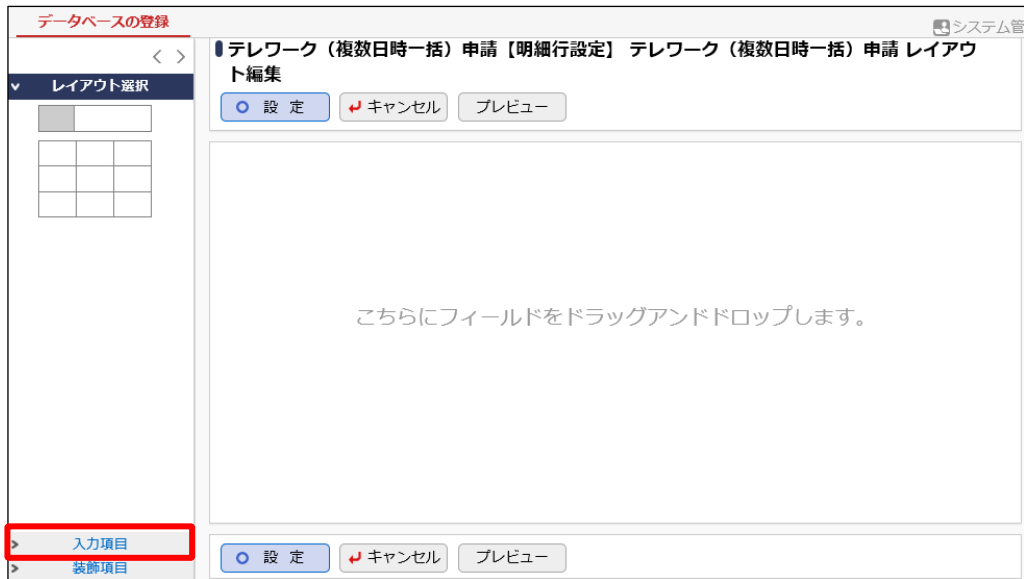 データベースの登録
システム管
レイアウト選択
テレワーク（複数日時一括）申請【明細行設定】 テレワーク（複数日時一括）申請 レイアウ
ト編集
設 定
キャンセル
プレビュー
こちらにフィールドをドラッグアンドドロップします。
入力項目
装飾項目
設 定
キャンセル
プレビュー